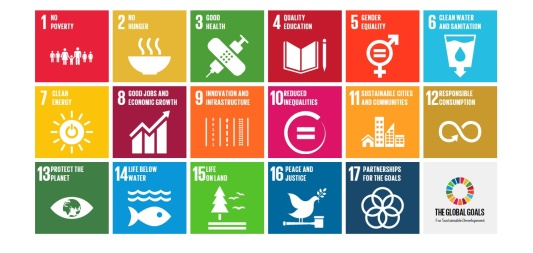 1 NO
POVERTY
2 NO
HUNGER
3 GOOD
HEALTH
4 QUALITY
EDUCATION
5 GENDER
EQUALITY
6 CLEAN WATER
AND SANITATION
7 CLEAN
ENERGY
8 GOOD JOBS AND
ECONOMIC GROWTH
9 INNOVATION AND
INFRASTRUCTURE
10 REDUCED
INEQUALITIES
11 SUSTAINABLE CITIES
AND COMMUNITIES
12 RESPONSIBLE
CONSUMPTION
13 PROTECT THE
PLANET
14 LIFE BELOW
WATER
15 LIFE
ON LAND
16 PEACE AND
JUSTICE
17 PARTNERSHIPS
FOR THE GOALS
THE GLOBAL GOALS
For Sustainable Development